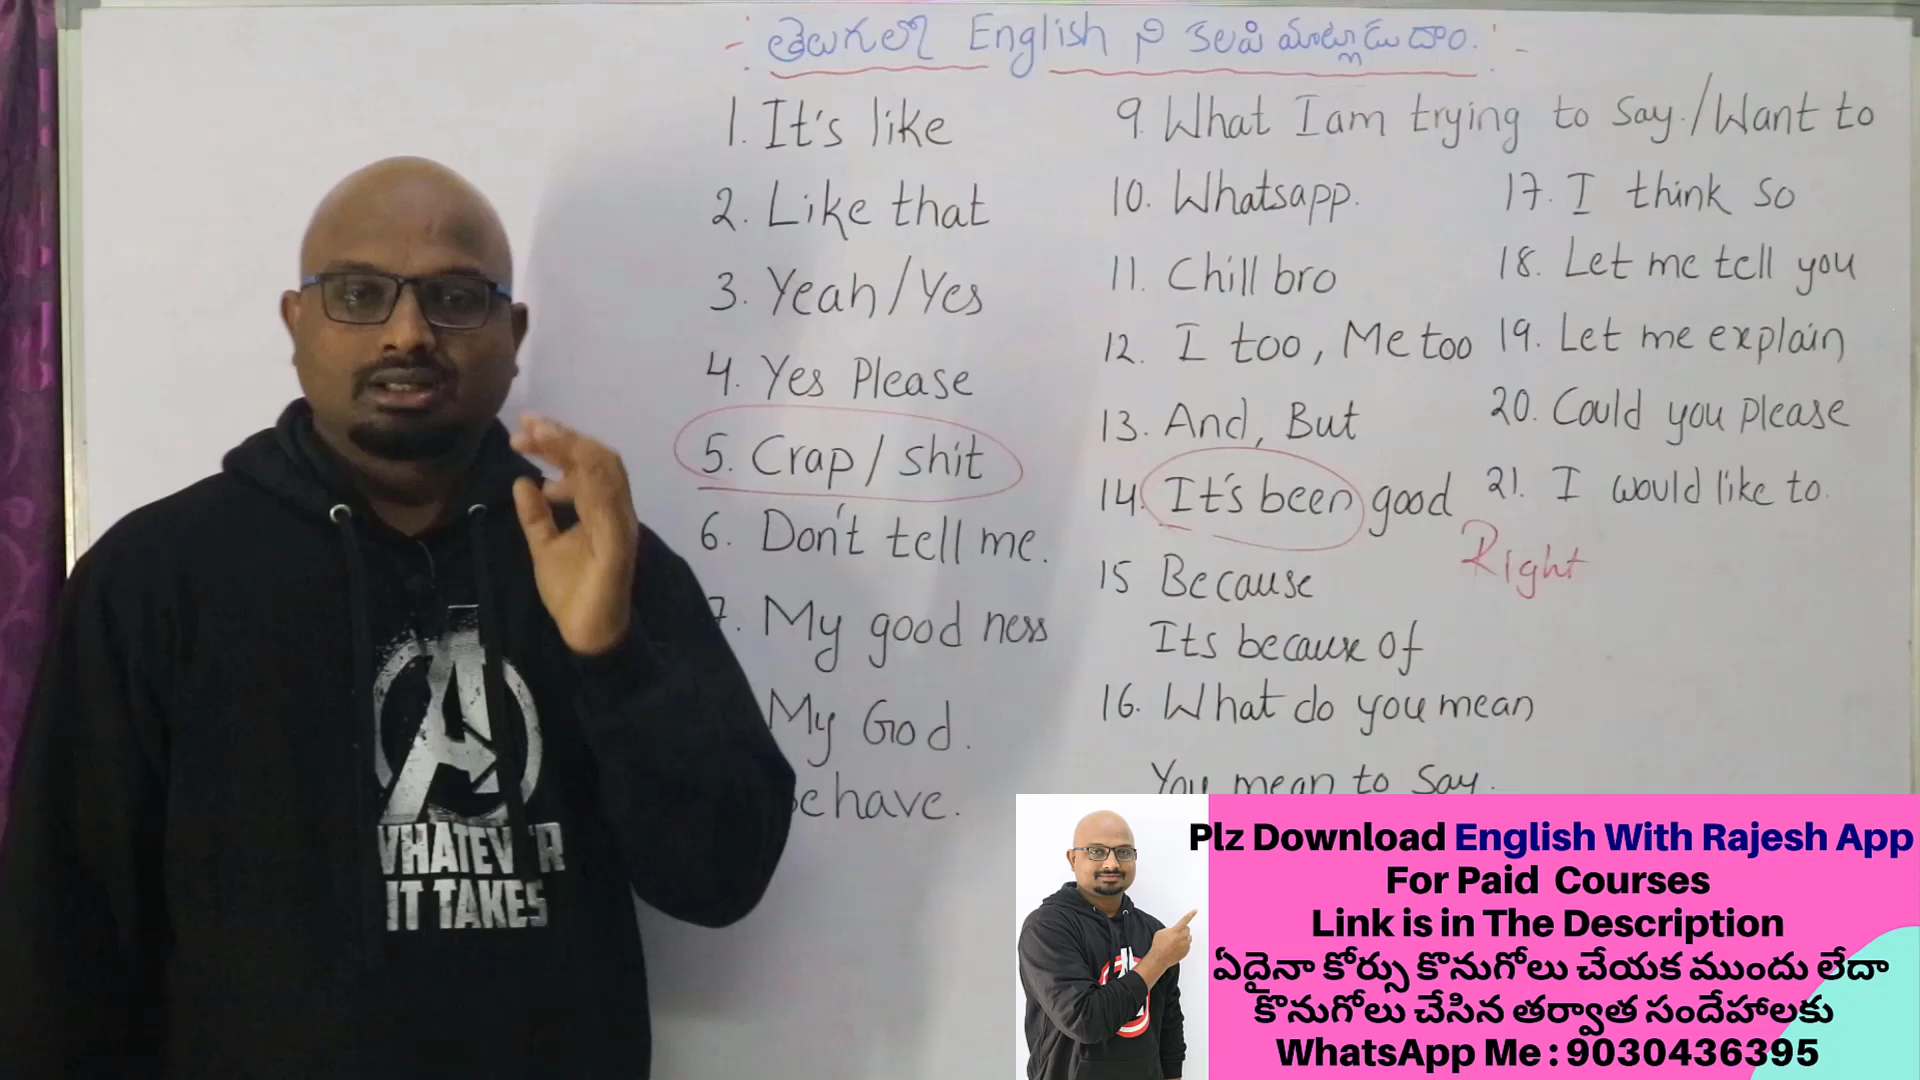 తెలుగులో English ని కలిపి మాట్లాడుదాం.
1. It's like
2. Like that
3. Yeah/Yes
4. Yes Please
5. Crap/shit
6. Don't tell me.
7. My good ness
My God.
ehave.
9. What I am trying to say./Want to
10. Whatsapp.
11. Chill bro
12. I too, Me too
13. And, But
14. It's been good
Right
15 Because
Its because of
16. What do you mean
You mean to say.
17. I think so
18. Let me tell you
19. Let me explain
20. Could you please
21. I would like to.
A
WHATEV 'R
IT TAKES
Plz Download English With Rajesh App
For Paid Courses
Link is in The Description
ఏదైనా కోర్సు కొనుగోలు చేయక ముందు లేదా
కొనుగోలు చేసిన తర్వాత సందేహాలకు
WhatsApp Me : 9030436395